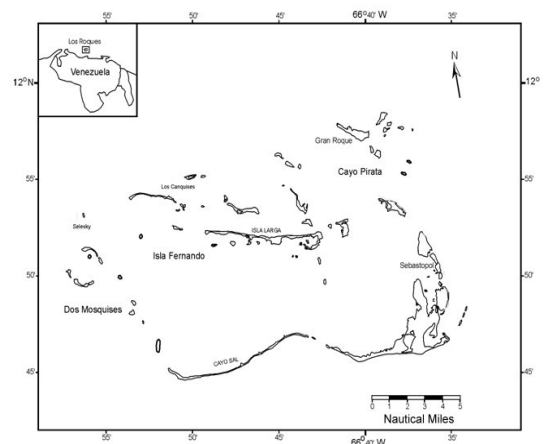 55' 50' 45' 66°40' W 35'
Los Roques
Venezuela
N
12°N
12°N
Gran Roque
Cayo Pirata
55'
55'
Los Canquises
Selesky
ISLA LARGA
Isla Fernando
Sebastopol
50'
50'
Dos Mosquises
CAYO SAL
45'
45'
0 1 2 3 4 5
Nautical Miles
55' 50' 45' 66°40' W 35'